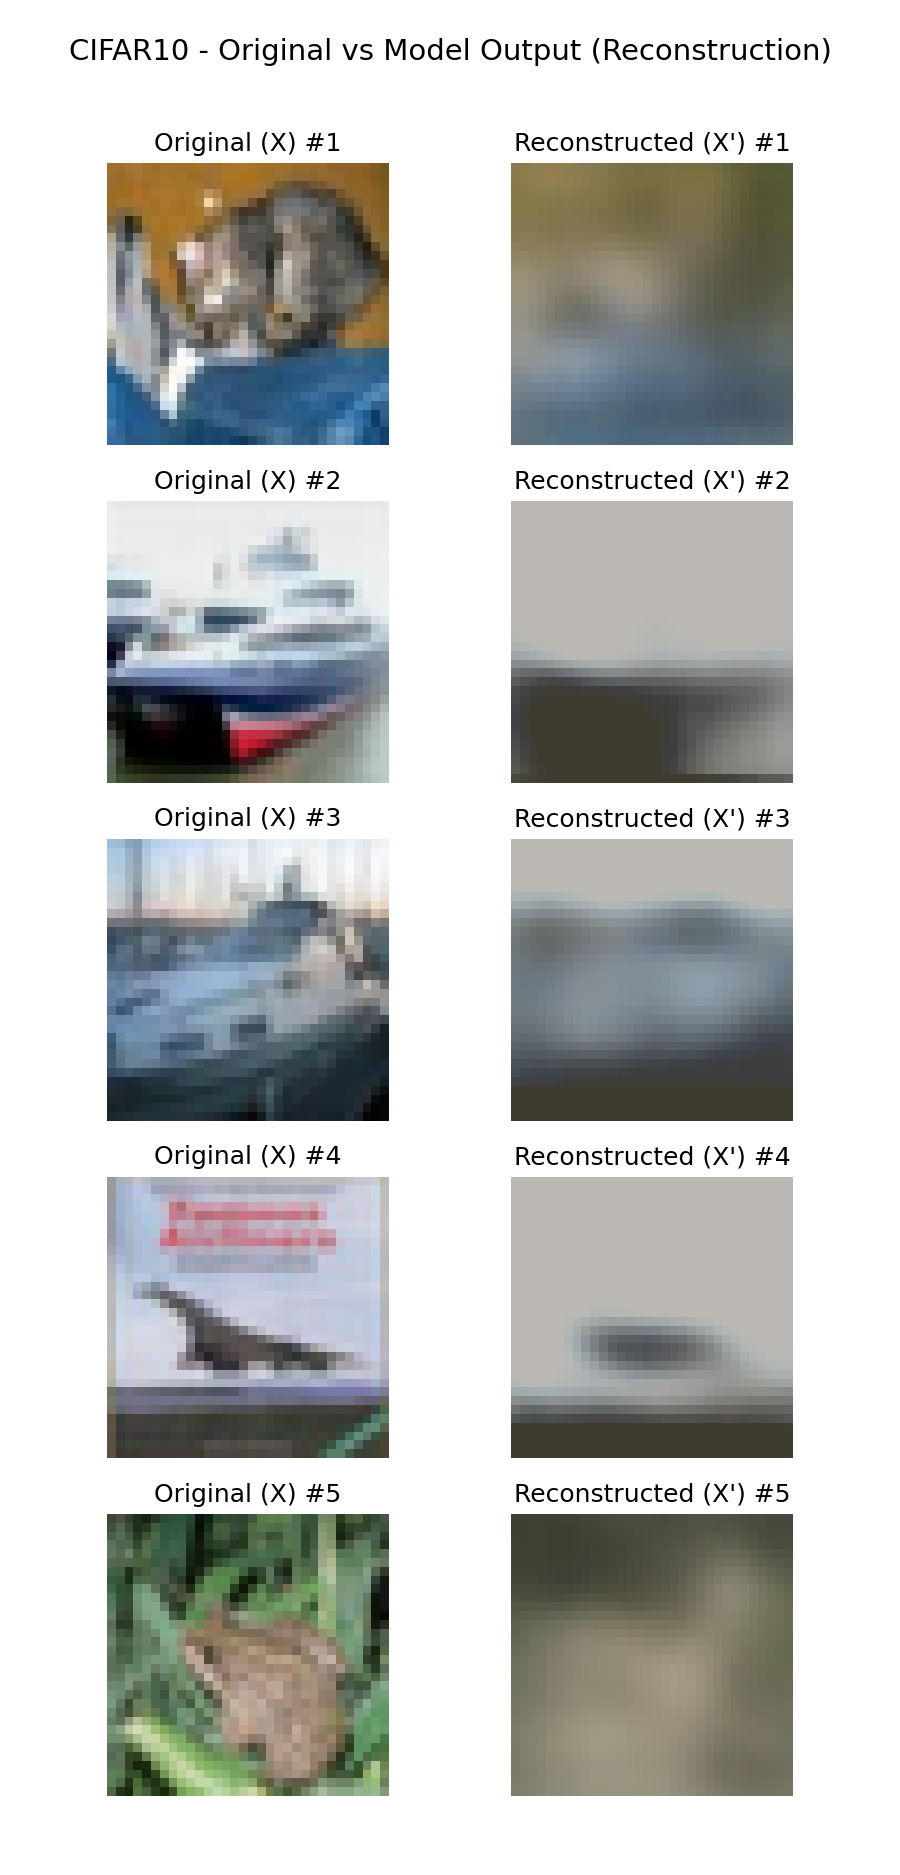 CIFAR10 - Original vs Model Output (Reconstruction)
Original (X) #1
Reconstructed (X') #1
Original (X) #2
Reconstructed (X') #2
Original (X) #3
Reconstructed (X') #3
Original (X) #4
Reconstructed (X') #4
Original (X) #5
Reconstructed (X') #5